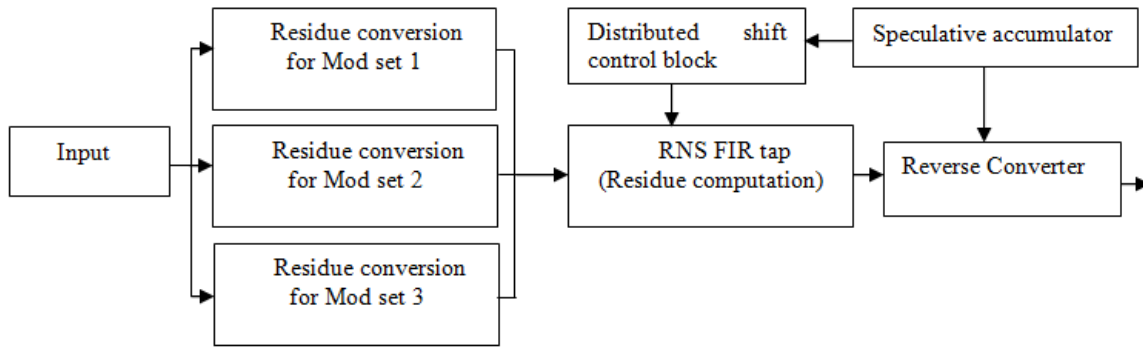 Input
Residue conversion
for Mod set 1
Residue conversion
for Mod set 2
Residue conversion
for Mod set 3
Distributed shift
control block
Speculative accumulator
RNS FIR tap
(Residue computation)
Reverse Converter